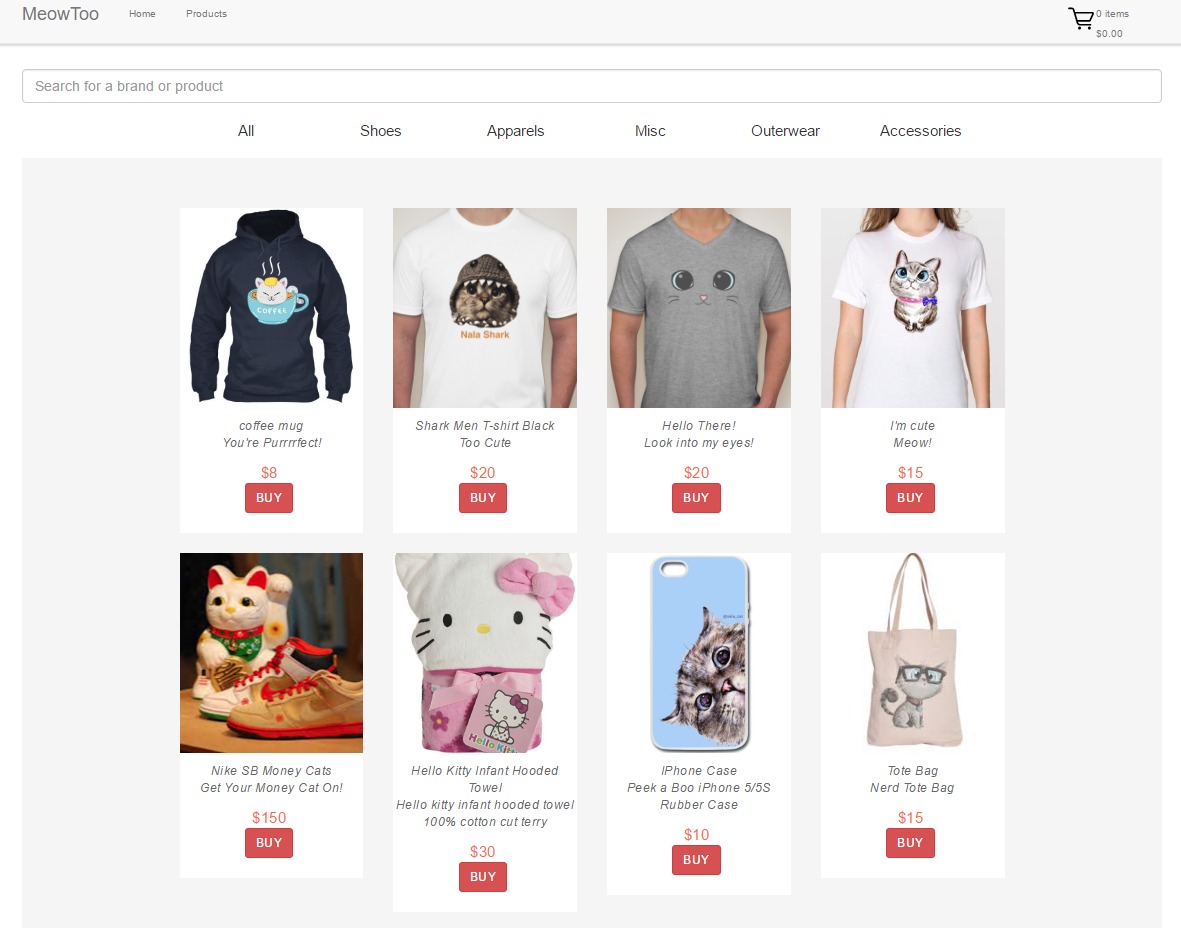 MeowToo
Home
Products
0 items
$0.00
Search for a brand or product
All
Shoes
Apparels
Misc
Outerwear
Accessories
COFFEE
Nala Shark
coffee mug
You're Purrrrfect!
$8
BUY
Shark Men T-shirt Black
Too Cute
$20
BUY
Hello There!
Look into my eyes!
$20
BUY
I'm cute
Meow!
$15
BUY
Hello Kitty
Nike SB Money Cats
Get Your Money Cat On!
$150
BUY
Hello Kitty Infant Hooded
Towel
Hello kitty infant hooded towel
100% cotton cut terry
$30
BUY
IPhone Case
Peek a Boo iPhone 5/5S
Rubber Case
$10
BUY
Tote Bag
Nerd Tote Bag
$15
BUY